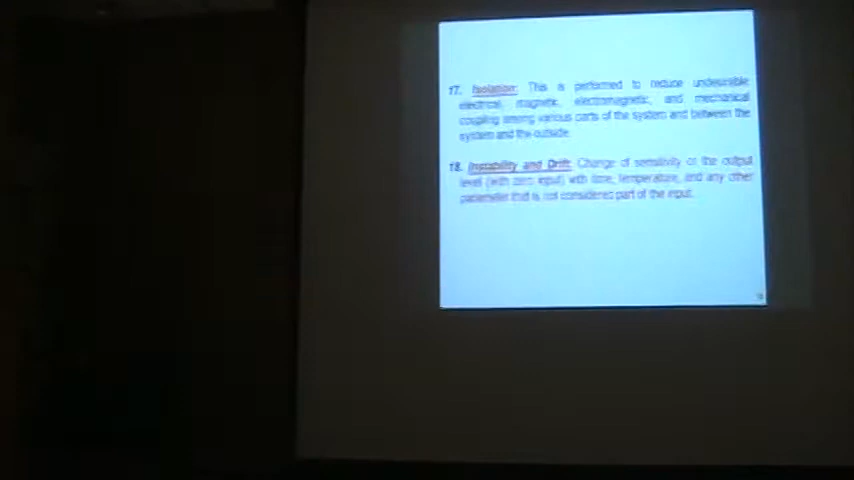 17. Isolation: This is performed to reduce undesirable
electrical, magnetic, electromagnetic, and mechanical
coupling among various parts of the system and between the
system and the outside.
18. Instability and Drift: Change of sensitivity or the output
level (with zero input) with time, temperature, and any other
parameter that is not considered part of the input.